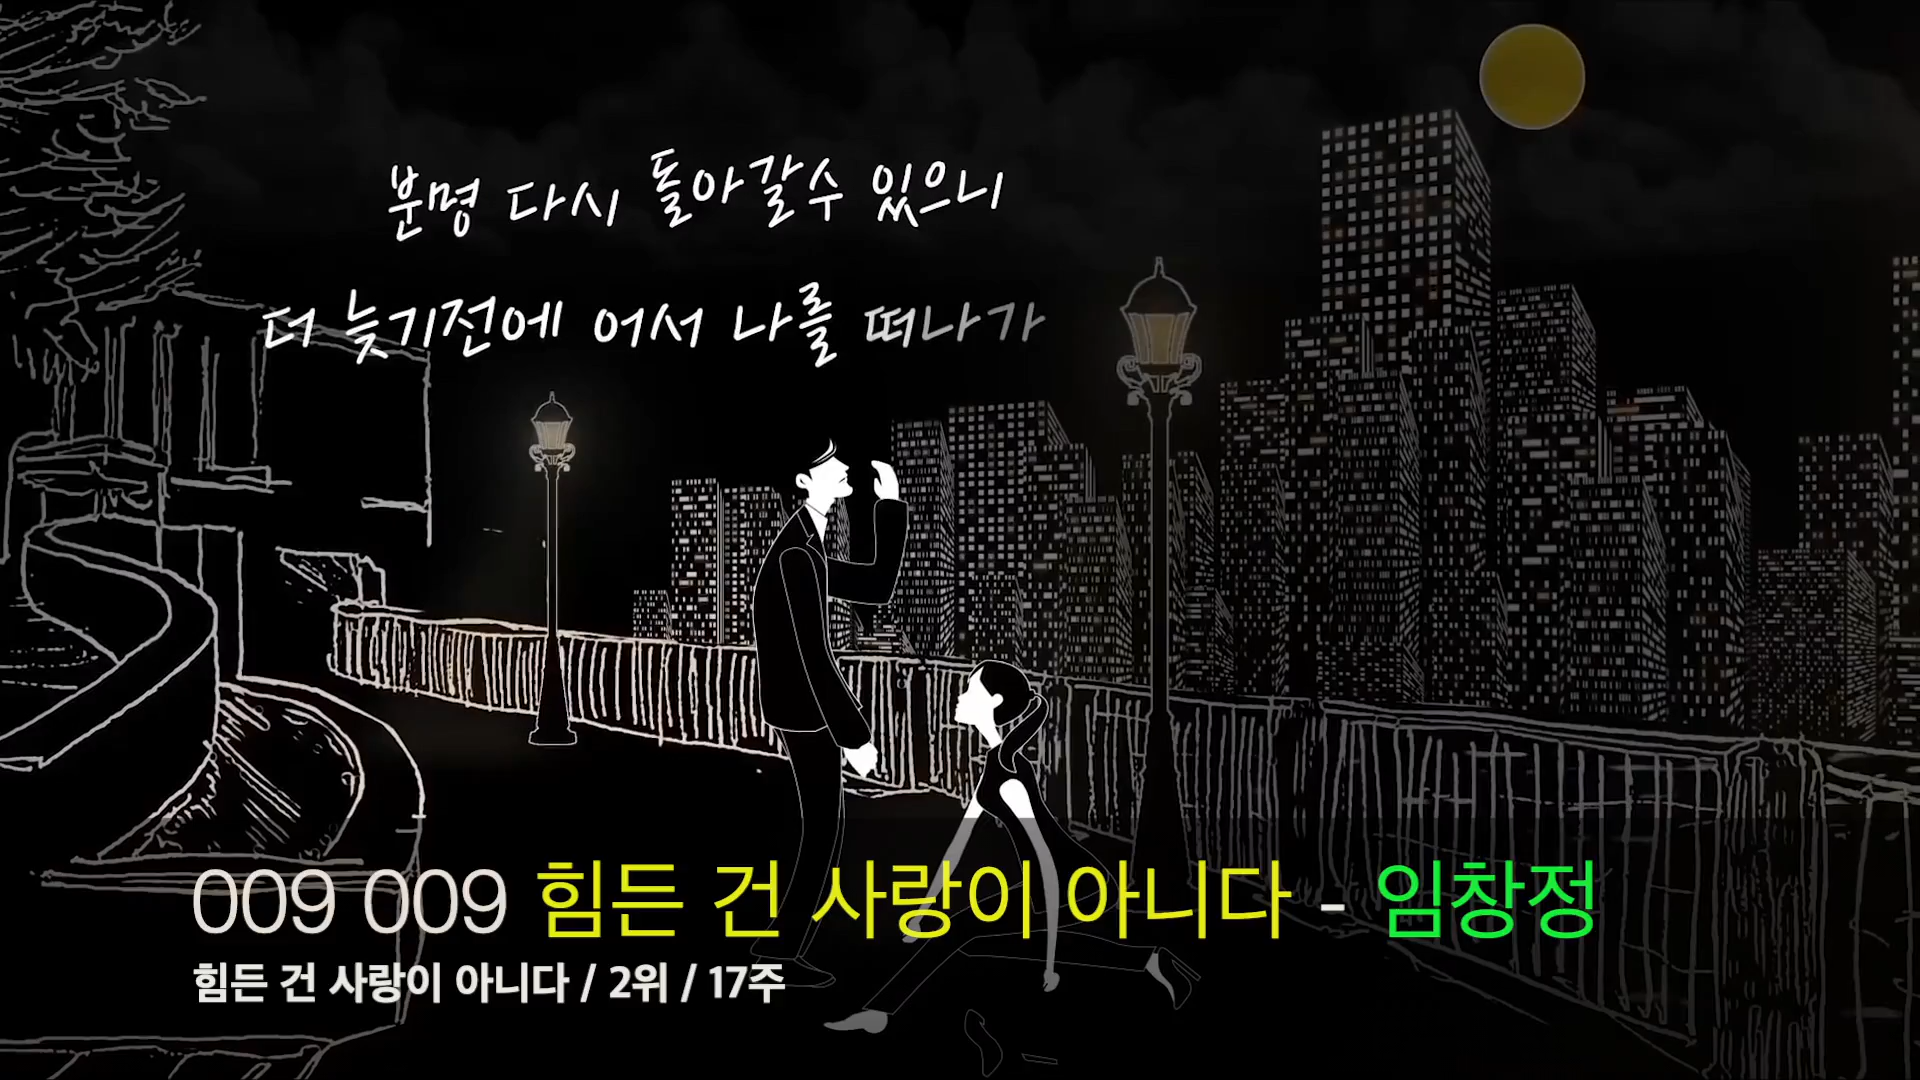 분명 다시 돌아갈수 있으니
더 늦기전에 어서 나를 떠나가
009 009 힘든 건 사랑이 아니다 - 임창정
힘든 건 사랑이 아니다 / 2위 / 17주